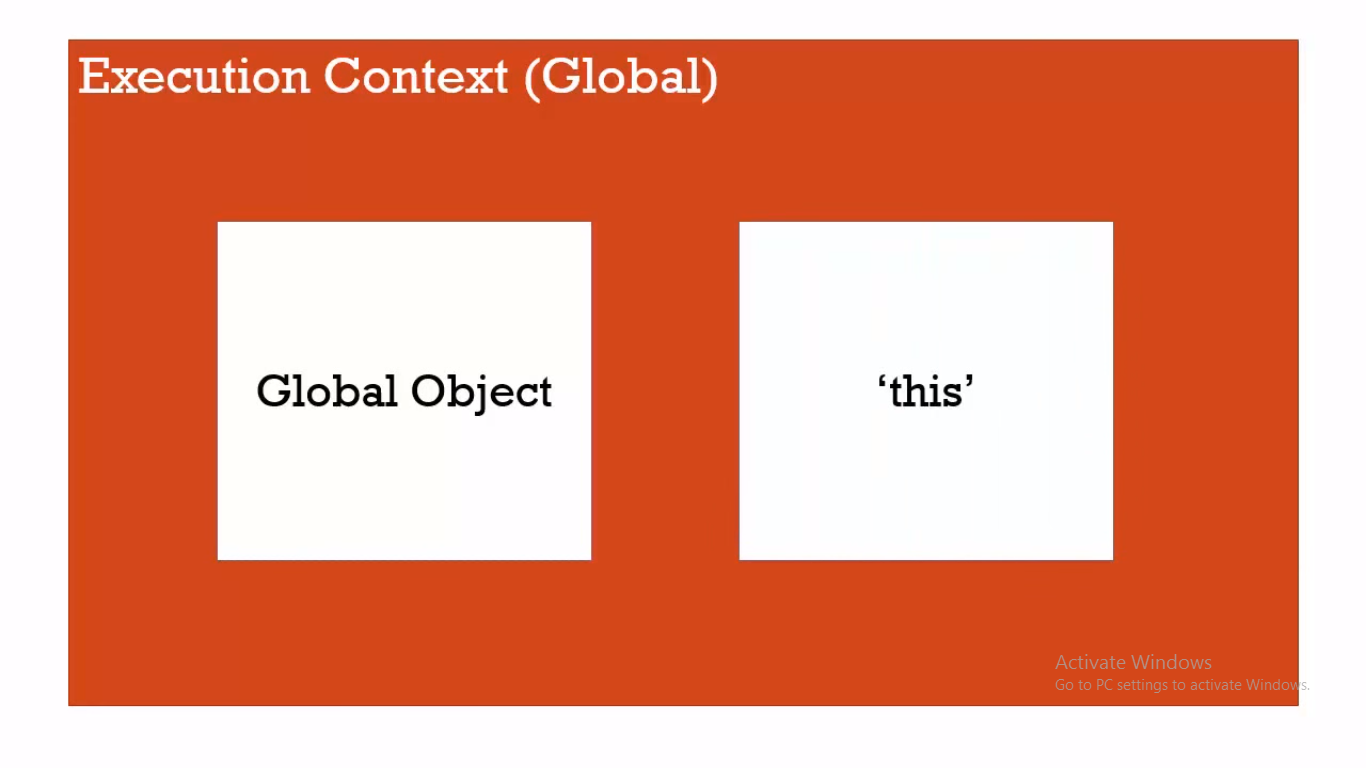 Execution Context (Global)
Global Object
‘this’
Activate Windows
Go to PC settings to activate Windows.